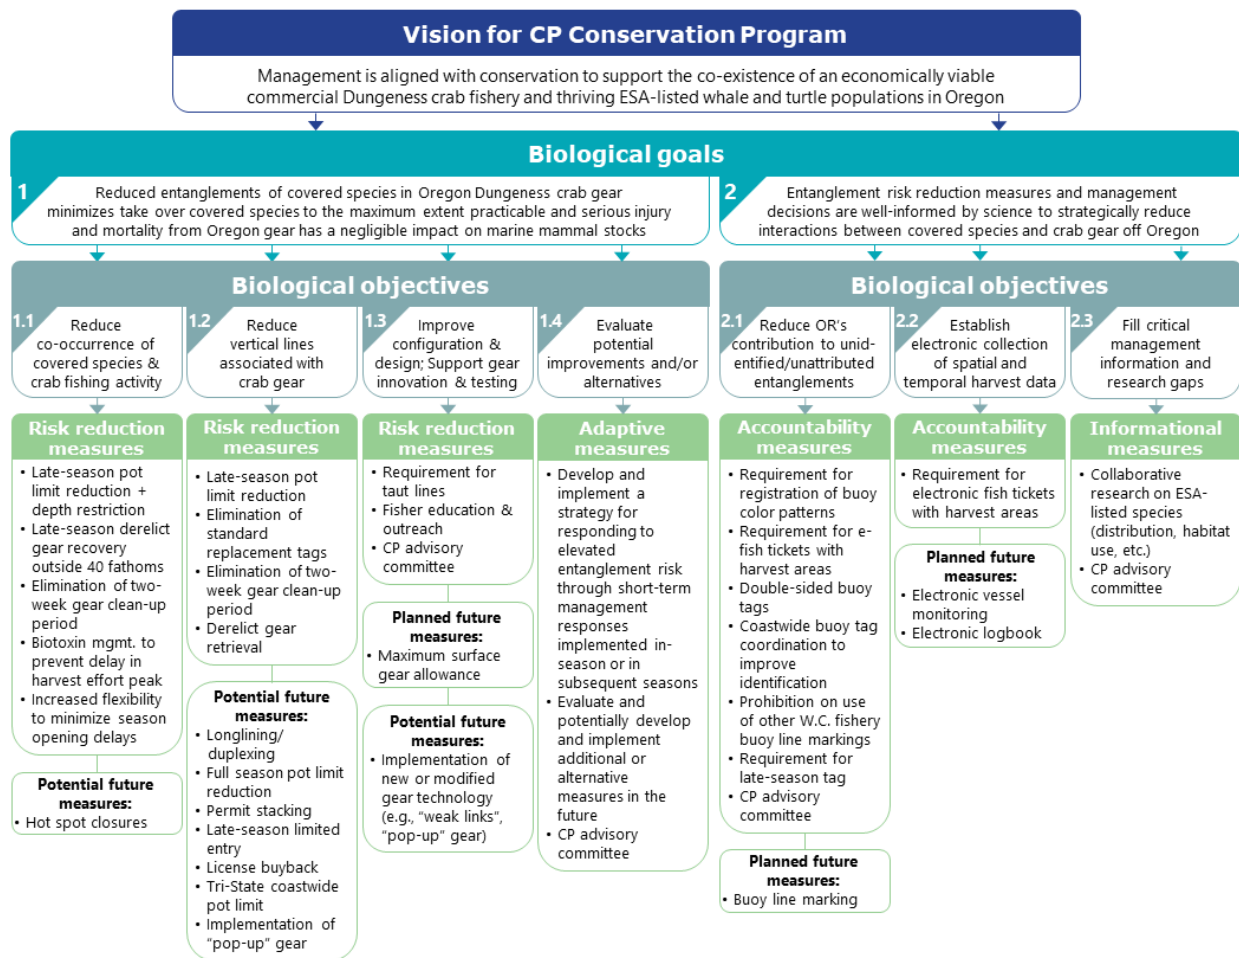 Vision for CP Conservation Program
Management is aligned with conservation to support the co-existence of an economically viable
commercial Dungeness crab fishery and thriving ESA-listed whale and turtle populations in Oregon
Biological goals
1
Reduced entanglements of covered species in Oregon Dungeness crab gear
minimizes take over covered species to the maximum extent practicable and serious injury
and mortality from Oregon gear has a negligible impact on marine mammal stocks
2
Entanglement risk reduction measures and management
decisions are well-informed by science to strategically reduce
interactions between covered species and crab gear off Oregon
Biological objectives
1.1
Reduce
co-occurrence of
covered species &
crab fishing activity
1.2
Reduce
vertical lines
associated with
crab gear
1.3
Improve
configuration &
design; Support gear
innovation & testing
1.4
Evaluate
potential
improvements and/or
alternatives
Biological objectives
2.1
Reduce OR's
contribution to unid-
entified/unattributed
entanglements
2.2
Establish
electronic collection
of spatial and
temporal harvest data
2.3
Fill critical
management
information and
research gaps
Risk reduction
measures
• Late-season pot
limit reduction +
depth restriction
• Late-season derelict
gear recovery
outside 40 fathoms
• Elimination of two-
week gear clean-up
period
• Biotoxin mgmt. to
prevent delay in
harvest effort peak
• Increased flexibility
to minimize season
opening delays
Potential future
measures:
• Hot spot closures
Risk reduction
measures
• Late-season pot
limit reduction
• Elimination of
standard
replacement tags
• Elimination of two-
week gear clean-up
period
• Derelict gear
retrieval
Potential future
measures:
• Longlining/
duplexing
• Full season pot limit
reduction
• Permit stacking
• Late-season limited
entry
• License buyback
• Tri-State coastwide
pot limit
• Implementation of
“pop-up” gear
Risk reduction
measures
• Requirement for
taut lines
• Fisher education &
outreach
• CP advisory
committee
Planned future
measures:
• Maximum surface
gear allowance
Potential future
measures:
• Implementation of
new or modified
gear technology
(e.g., “weak links”,
“pop-up” gear)
Adaptive
measures
• Develop and
implement a
strategy for
responding to
elevated
entanglement risk
through short-term
management
responses
implemented in-
season or in
subsequent seasons
• Evaluate and
potentially develop
and implement
additional or
alternative
measures in the
future
• CP advisory
committee
Accountability
measures
• Requirement for
registration of buoy
color patterns
• Requirement for e-
fish tickets with
harvest areas
• Double-sided buoy
tags
• Coastwide buoy tag
coordination to
improve
identification
• Prohibition on use
of other W.C. fishery
buoy line markings
• Requirement for
late-season tag
• CP advisory
committee
Planned future
measures:
• Buoy line marking
Accountability
measures
• Requirement for
electronic fish tickets
with harvest areas
Planned future
measures:
• Electronic vessel
monitoring
• Electronic logbook
Informational
measures
• Collaborative
research on ESA-
listed species
(distribution, habitat
use, etc.)
• CP advisory
committee